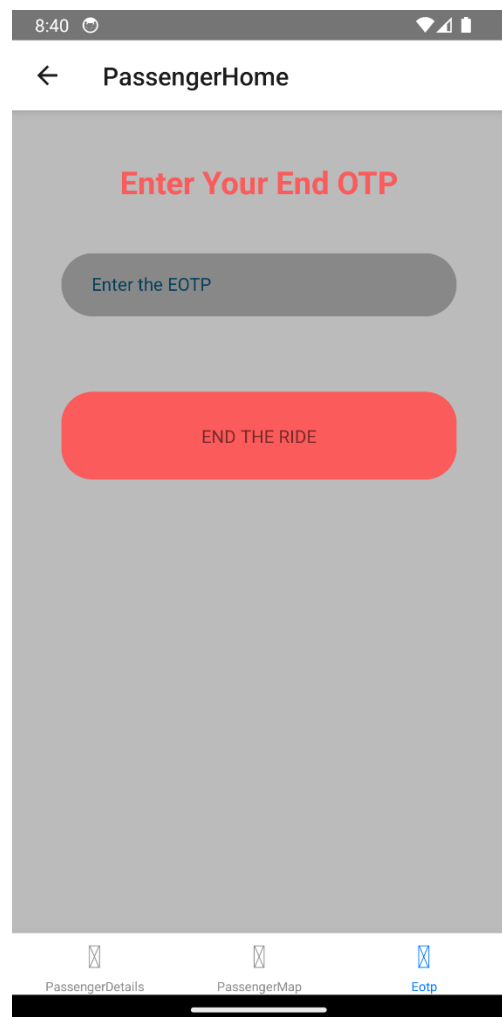 8:40
PassengerHome
Enter Your End OTP
Enter the EOTP
END THE RIDE
PassengerDetails
PassengerMap
Eotp